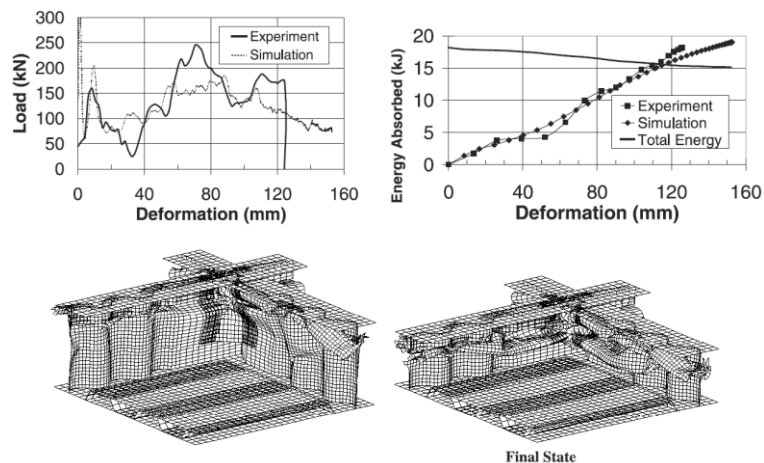 300
250
200
150
100
50
0
Load (kN)
Experiment
Simulation
0 40 80 120 160
Deformation (mm)
20
15
10
5
0
Energy Absorbed (kJ)
Experiment
Simulation
Total Energy
0 40 80 120 160
Deformation (mm)
Final State